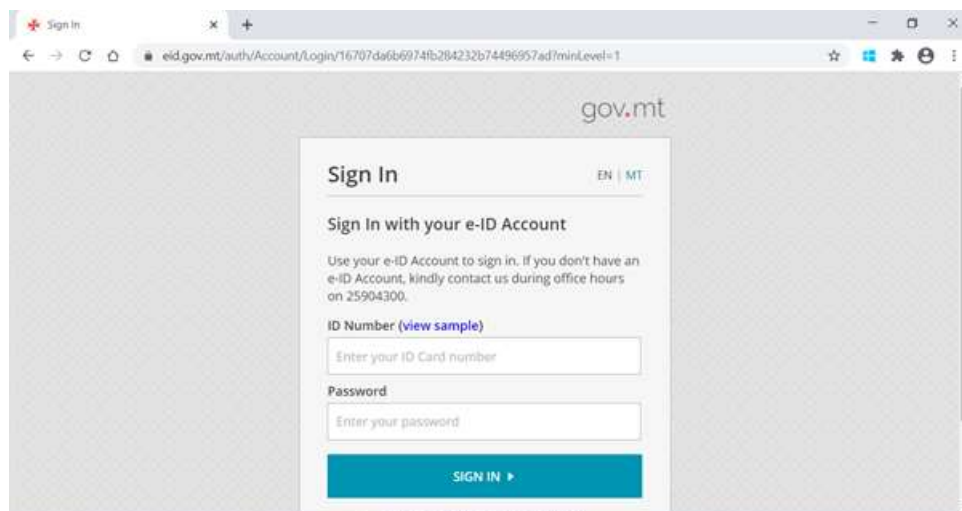 Sign In
eid.gov.mt/auth/Account/Login/16707da6b6974fb284232b74496957ad?minLevel=1
gov.mt
Sign In
EN | MT
Sign In with your e-ID Account
Use your e-ID Account to sign in. If you don't have an
e-ID Account, kindly contact us during office hours
on 25904300.
ID Number (view sample)
Enter your ID Card number
Password
Enter your password
SIGN IN